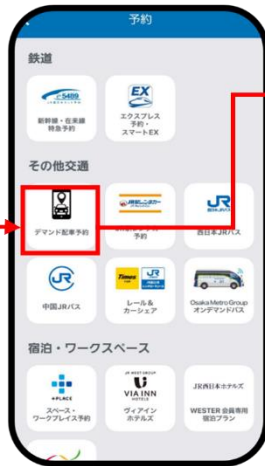 予約
鉄道
e5489
新幹線・在来線
特急予約
EX
エクスプレス
予約・
スマートEX
その他交通
デマンド配車予約
予約
JR
西日本JRバス
JR
中国JRバス
Times
JR
レール&
カーシェア
Osaka Metro Group
オンデマンドバス
宿泊・ワークスペース
+PLACE
スペース・
ワークプレイス予約
VIA INN
HOTELS
ヴィアイン
ホテルズ
JR西日本ホテルズ
WESTER 会員専用
宿泊プラン